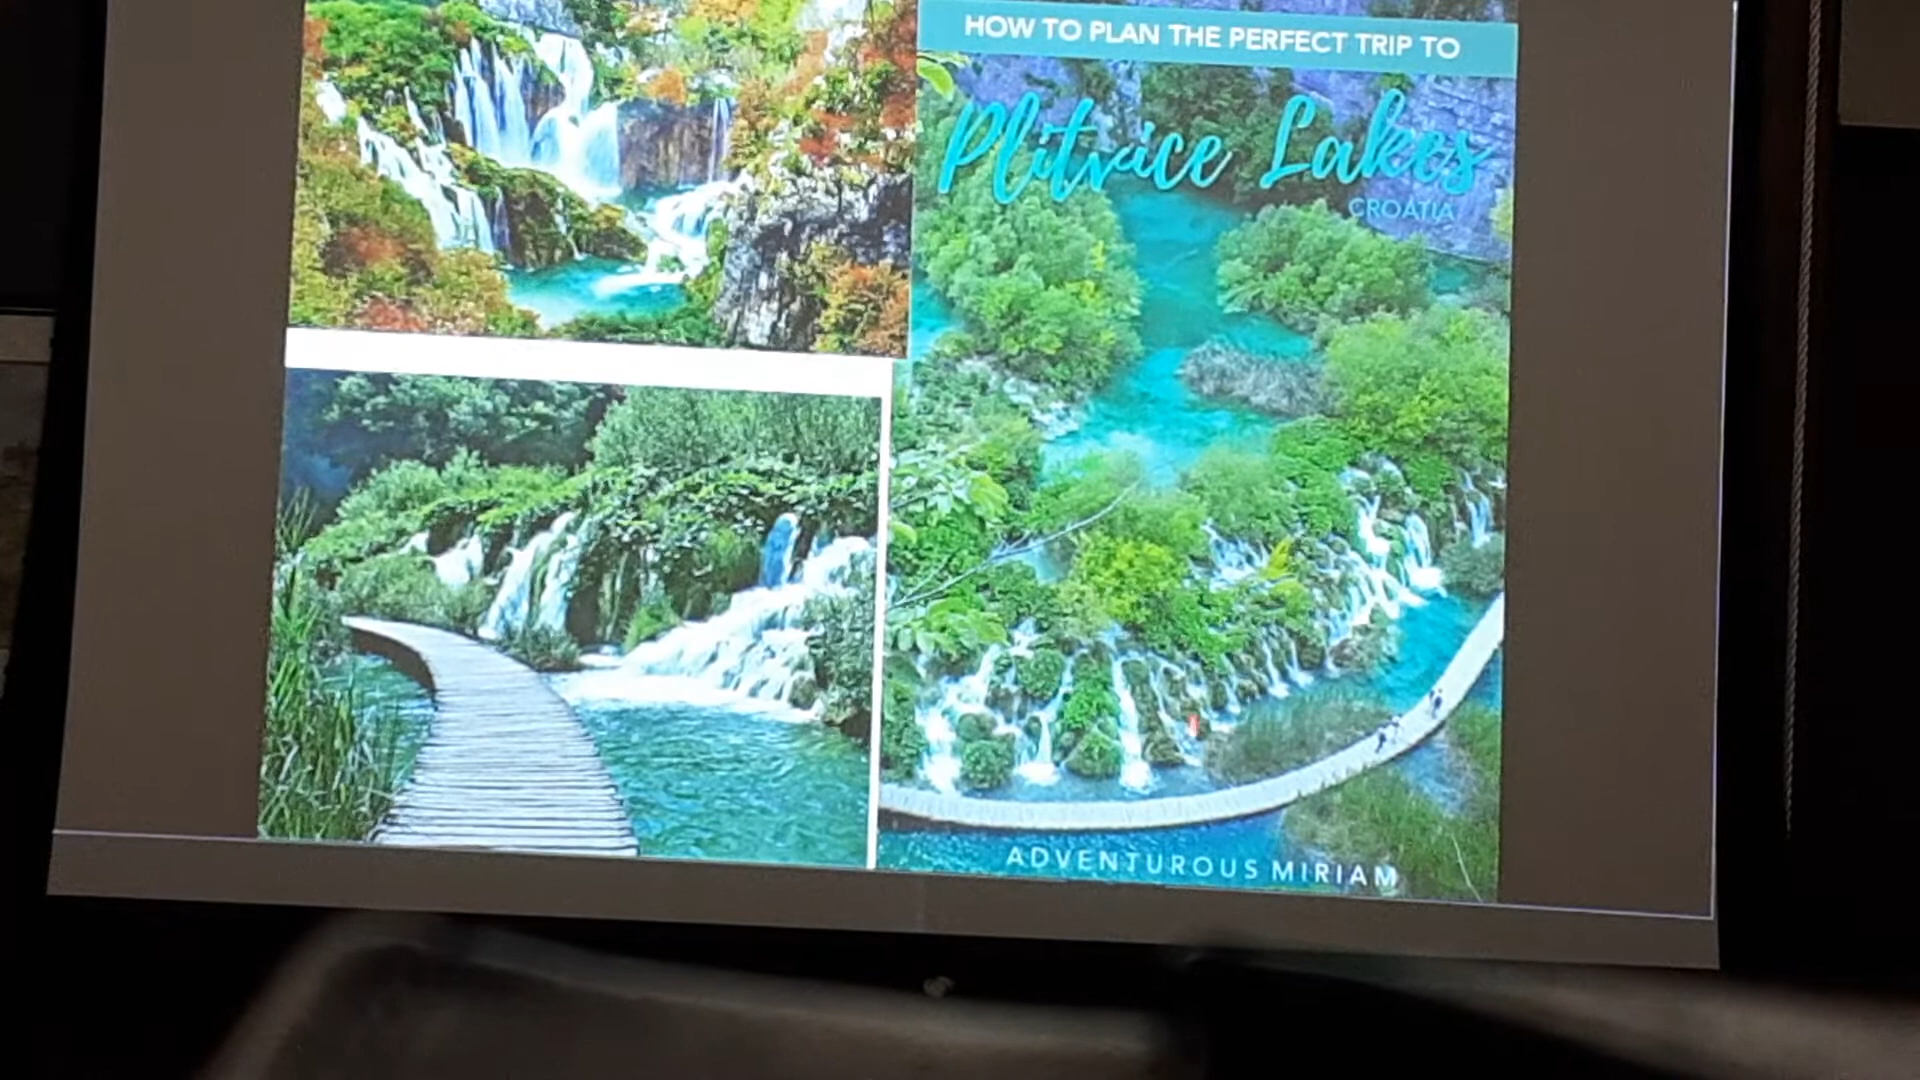 HOW TO PLAN THE PERFECT TRIP TO
Plitvice Lakes
CROATIA
ADVENTUROUS MIRIAM